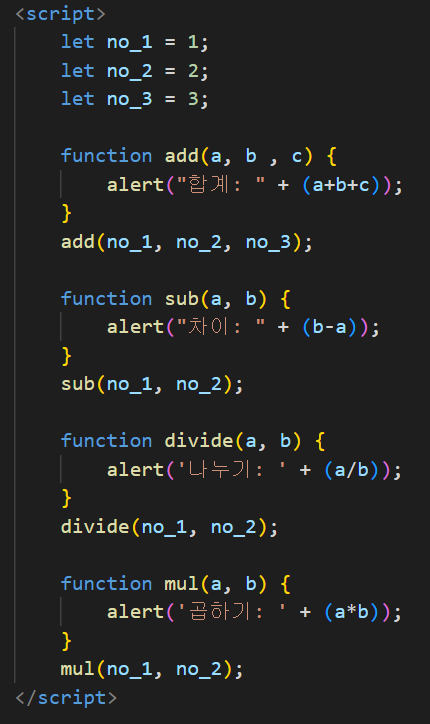 <script>
let no_1 = 1;
let no_2 = 2;
let no_3 = 3;
function add(a, b , c) {
alert("합계: " + (a+b+c));
}
add(no_1, no_2, no_3);
function sub(a, b) {
alert("차이: " + (b-a));
}
sub(no_1, no_2);
function divide(a, b) {
alert('나누기: ' + (a/b));
}
divide(no_1, no_2);
function mul(a, b) {
alert('곱하기: ' + (a*b));
}
mul(no_1, no_2);
</script>